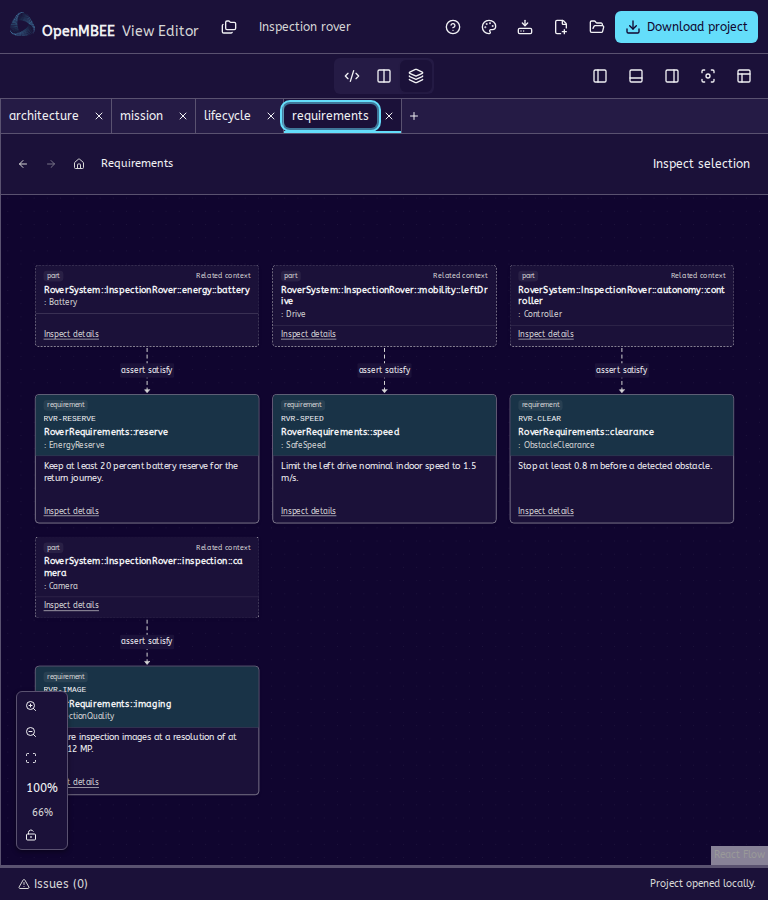 OpenMBEE View Editor
Inspection rover
Download project
architecture
mission
lifecycle
requirements
Requirements
Inspect selection
part
Related context
RoverSystem::InspectionRover::energy::battery
: Battery
Inspect details
part
Related context
RoverSystem::InspectionRover::mobility::leftDr
ive
: Drive
Inspect details
part
Related context
RoverSystem::InspectionRover::autonomy::cont
roller
: Controller
Inspect details
assert satisfy
assert satisfy
assert satisfy
requirement
RVR-RESERVE
RoverRequirements::reserve
: EnergyReserve
Keep at least 20 percent battery reserve for the
return journey.
Inspect details
requirement
RVR-SPEED
RoverRequirements::speed
: SafeSpeed
Limit the left drive nominal indoor speed to 1.5
m/s.
Inspect details
requirement
RVR-CLEAR
RoverRequirements::clearance
: ObstacleClearance
Stop at least 0.8 m before a detected obstacle.
Inspect details
part
Related context
RoverSystem::InspectionRover::inspection::ca
mera
: Camera
Inspect details
assert satisfy
requirement
RVR-IMAGE
Requirements::imaging
ctionQuality
re inspection images at a resolution of at
12 MP.
details
100%
66%
React Flow
Issues (0)
Project opened locally.